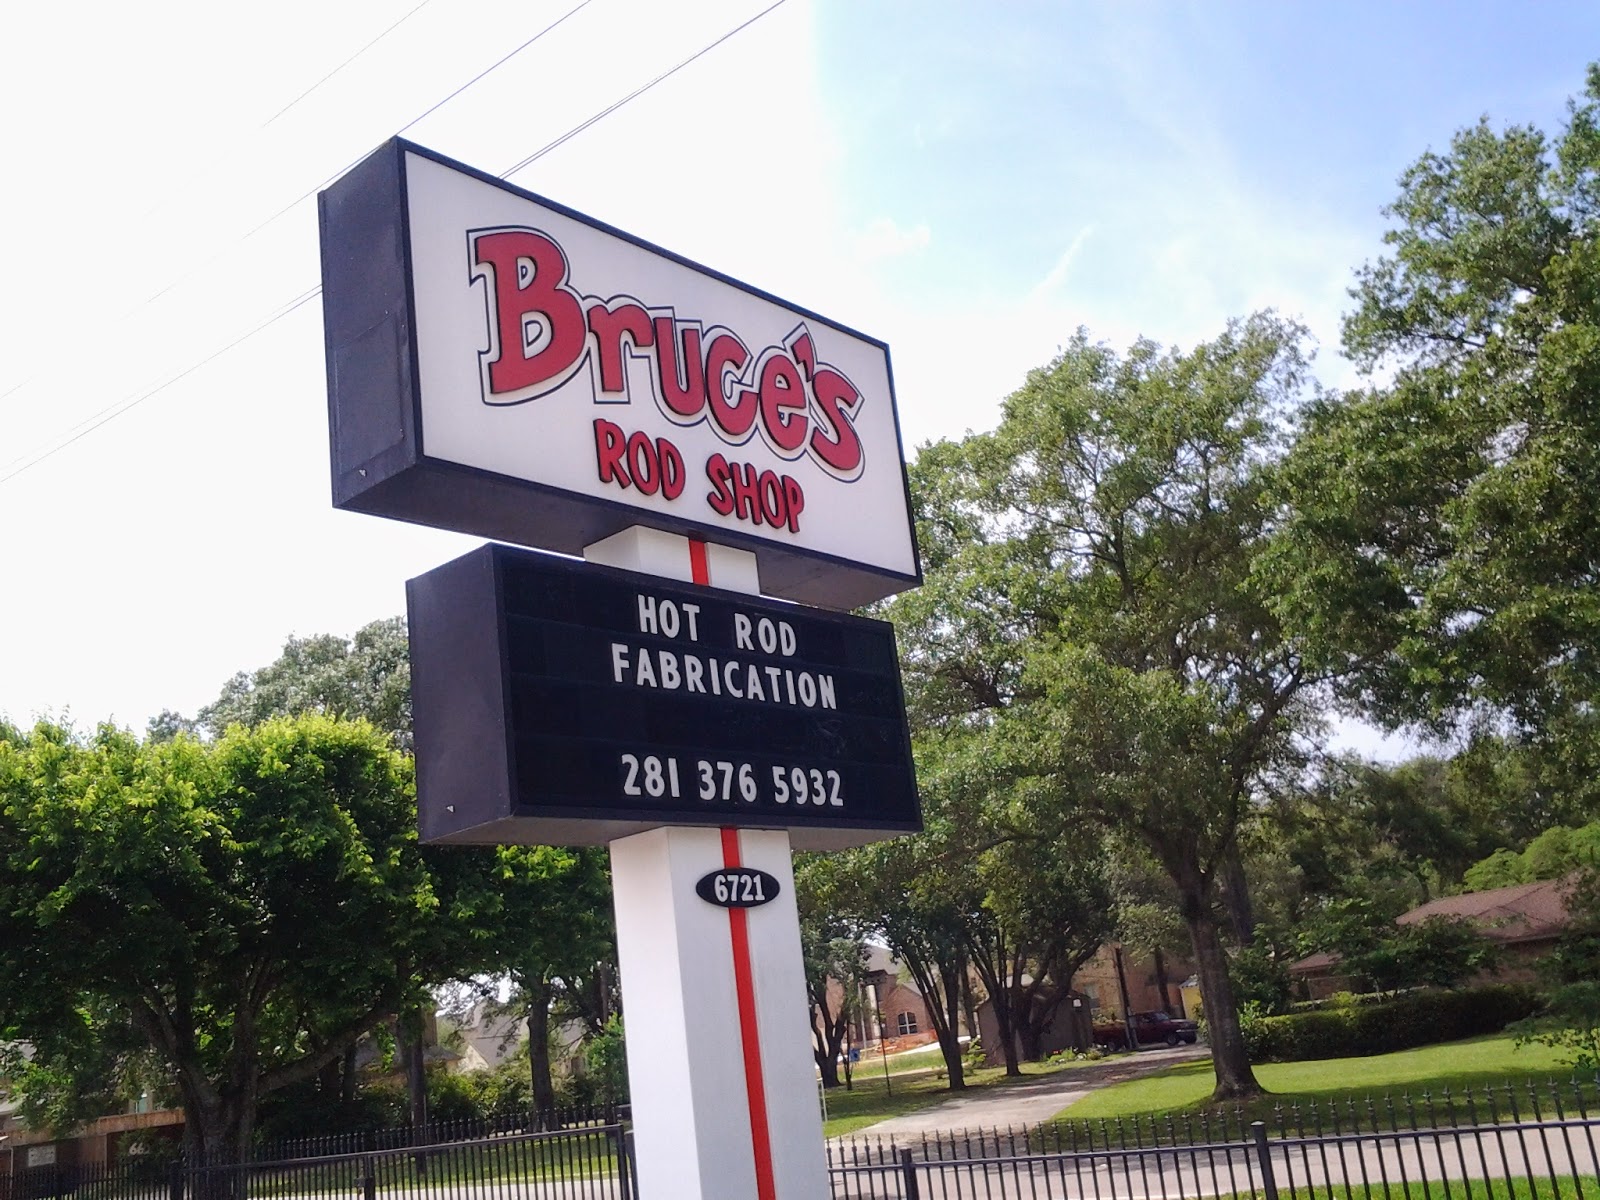 Bruce's
ROD SHOP
HOT ROD
FABRICATION
281 376 5932
6721